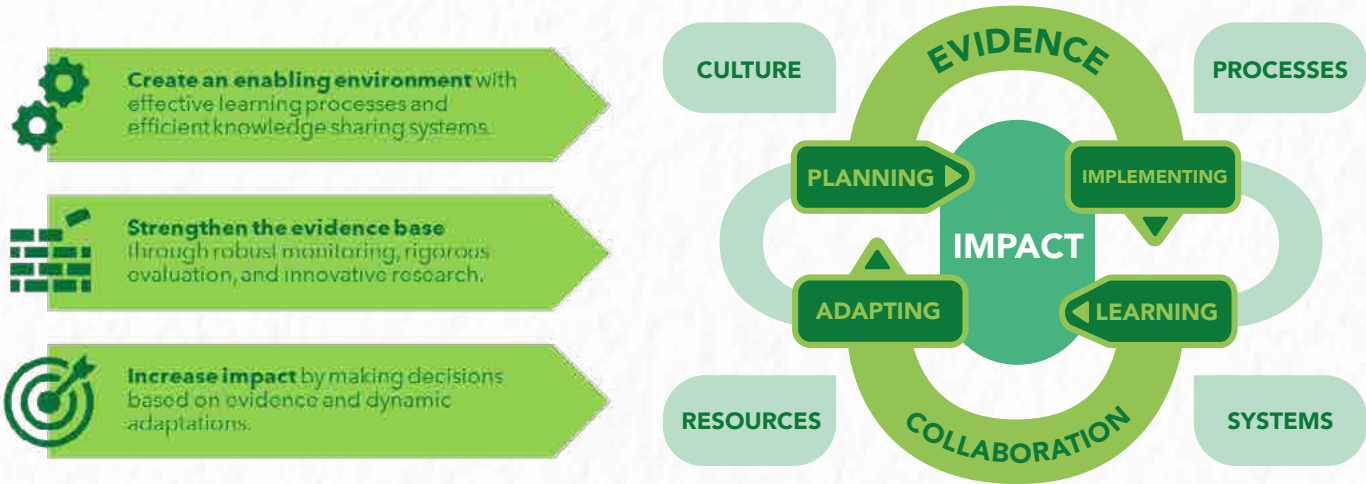 Create an enabling environment with
effective learning processes and
efficient knowledge sharing systems.
Strengthen the evidence base
through robust monitoring, rigorous
evaluation, and innovative research.
Increase impact by making decisions
based on evidence and dynamic
adaptations.
EVIDENCE
CULTURE
PROCESSES
PLANNING
IMPLEMENTING
IMPACT
ADAPTING
LEARNING
RESOURCES
SYSTEMS
COLLABORATION